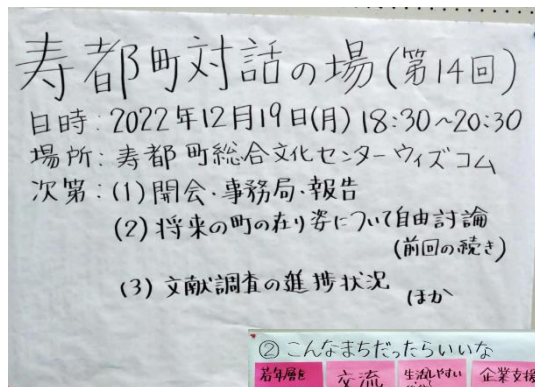 寿都町対話の場(第14回)
日時:2022年12月19日(月) 18:30~20:30
場所:寿都町総合文化センターウィズコム
次第:(1)開会・事務局・報告
(2)将来の町の在り姿について自由討論
(前回の続き)
(3)文献調査の進捗状況
(ほか
②こんなまちだったらいいな
若年層を
交流
生活しやすい
企業支援